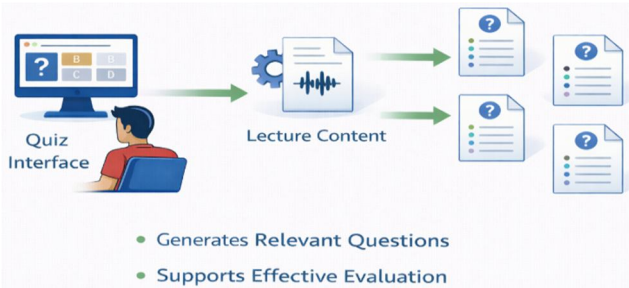 ?
B
B
C
D
Quiz
Interface
Lecture Content
?
?
?
?
• Generates Relevant Questions
• Supports Effective Evaluation